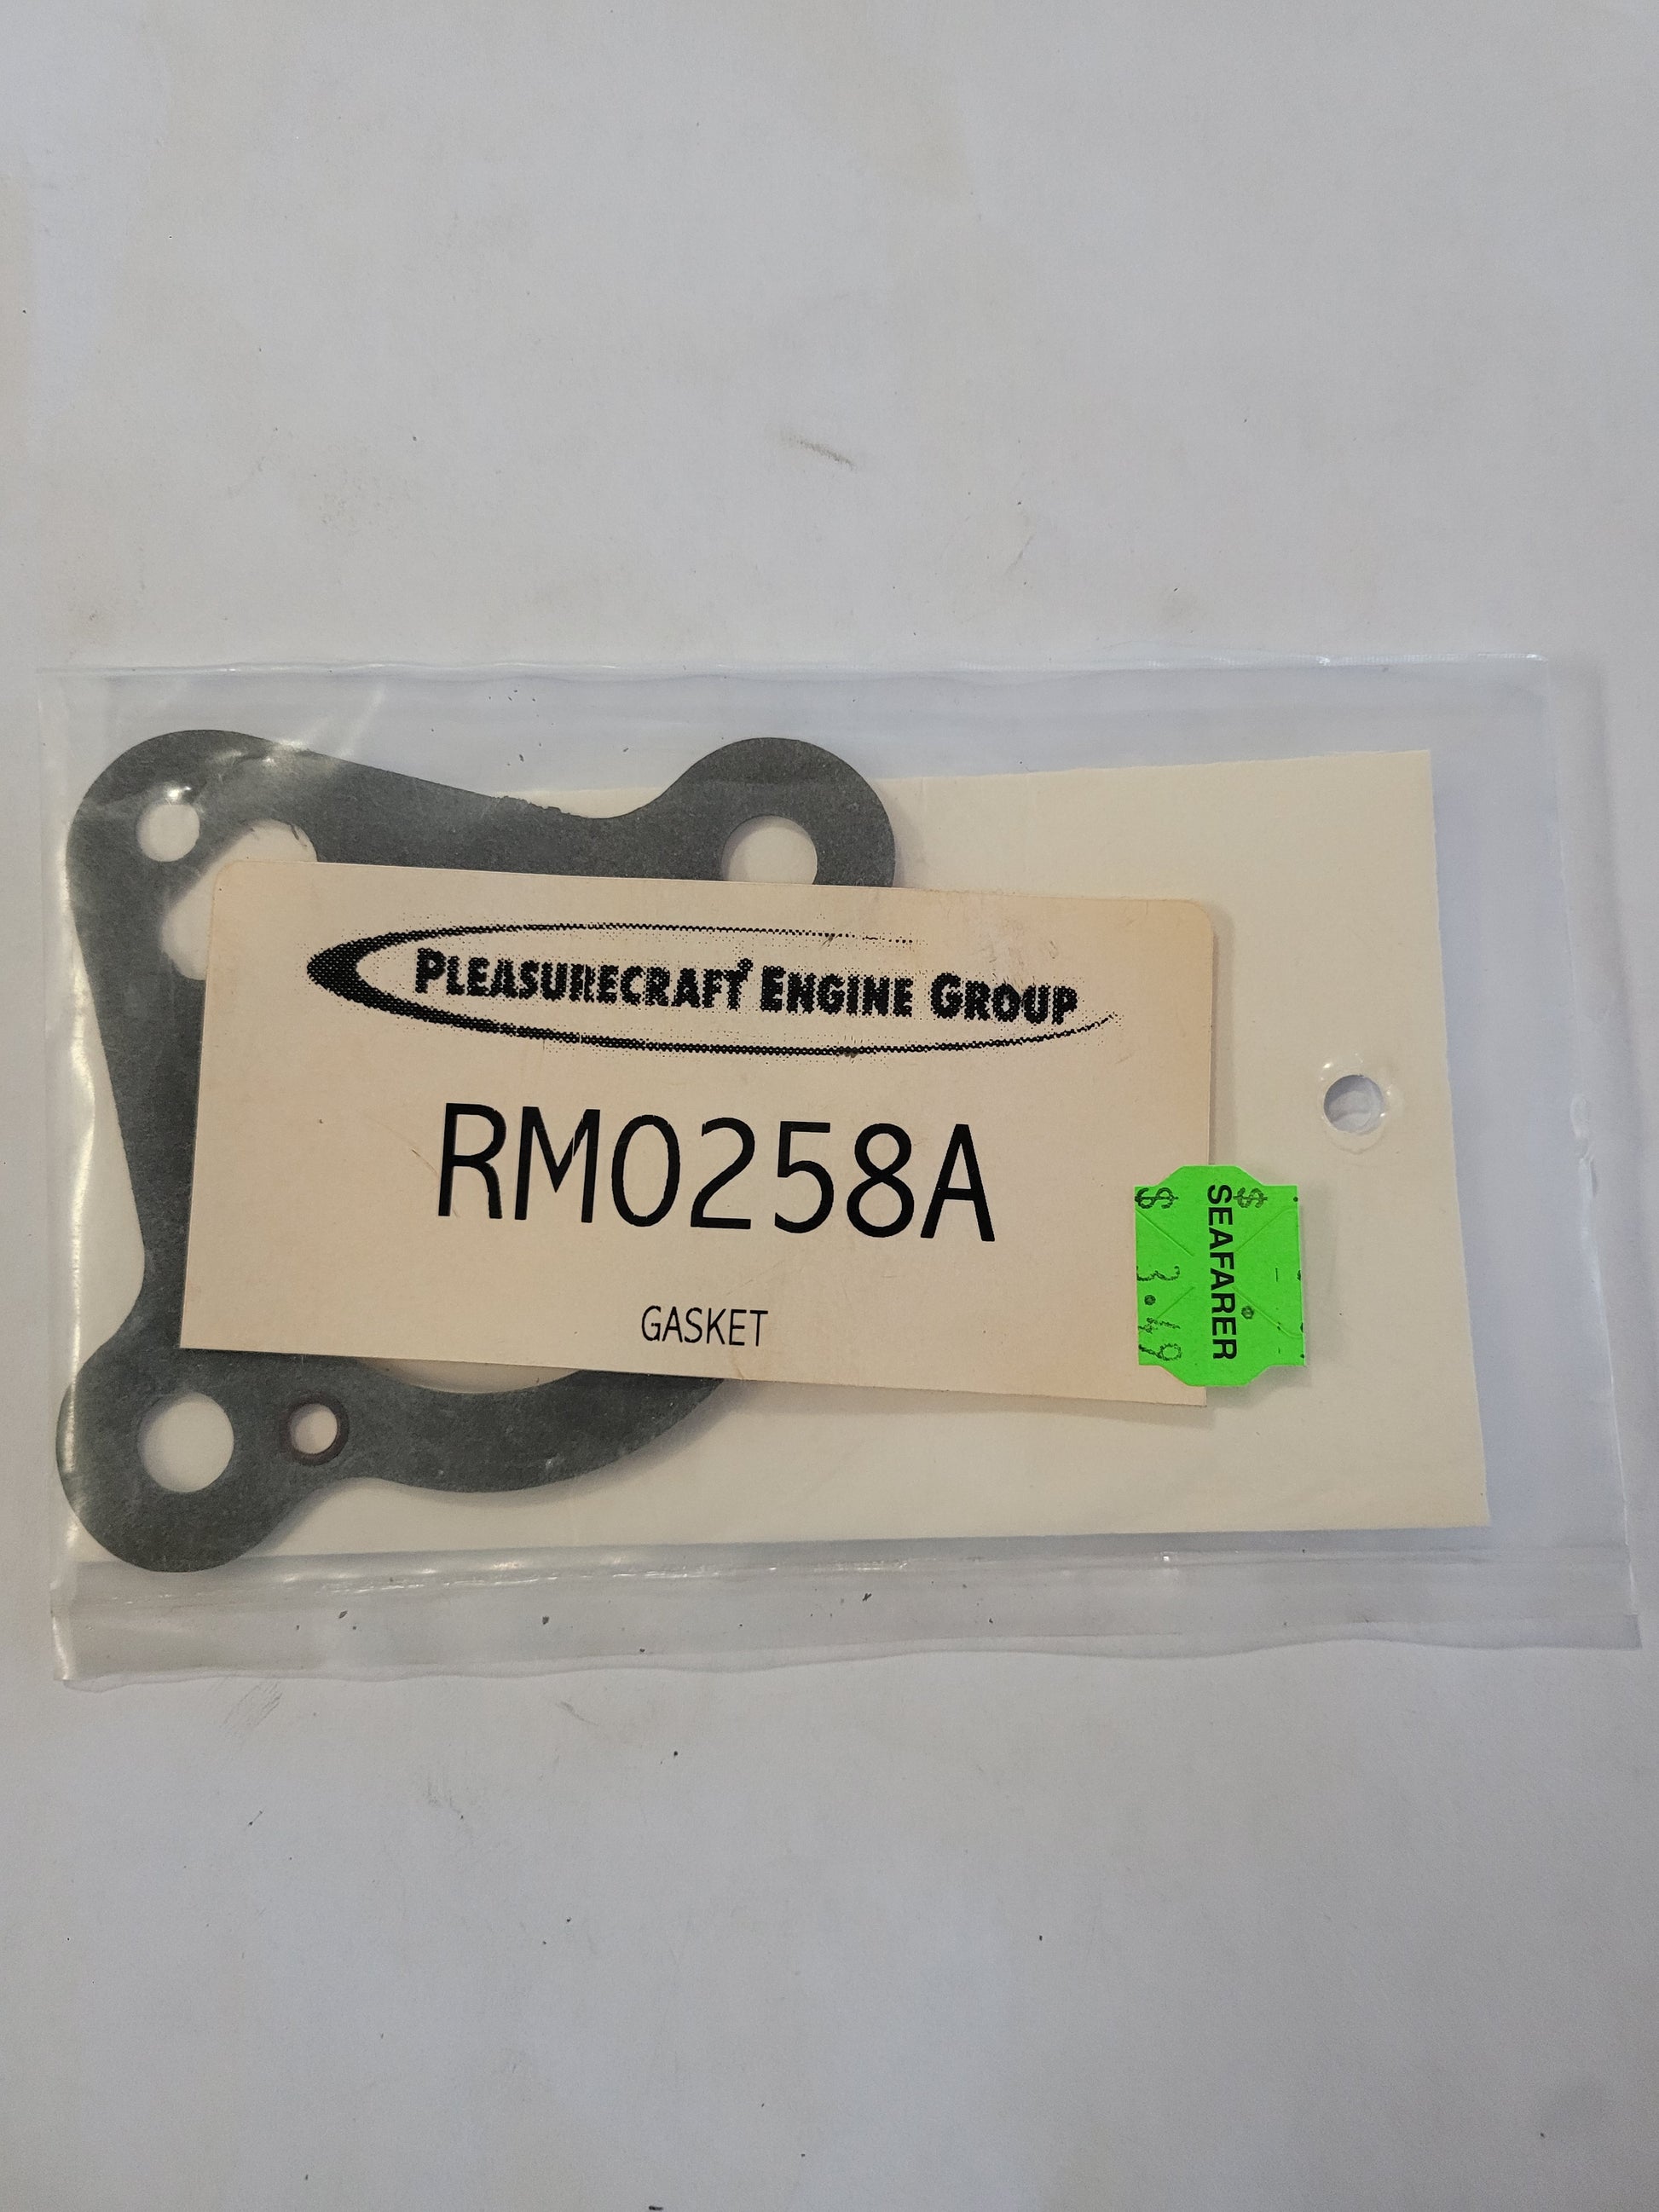 PLEASURECRAFT® ENGINE GROUP
RM0258A
GASKET
SEAFARER
$ 3.49